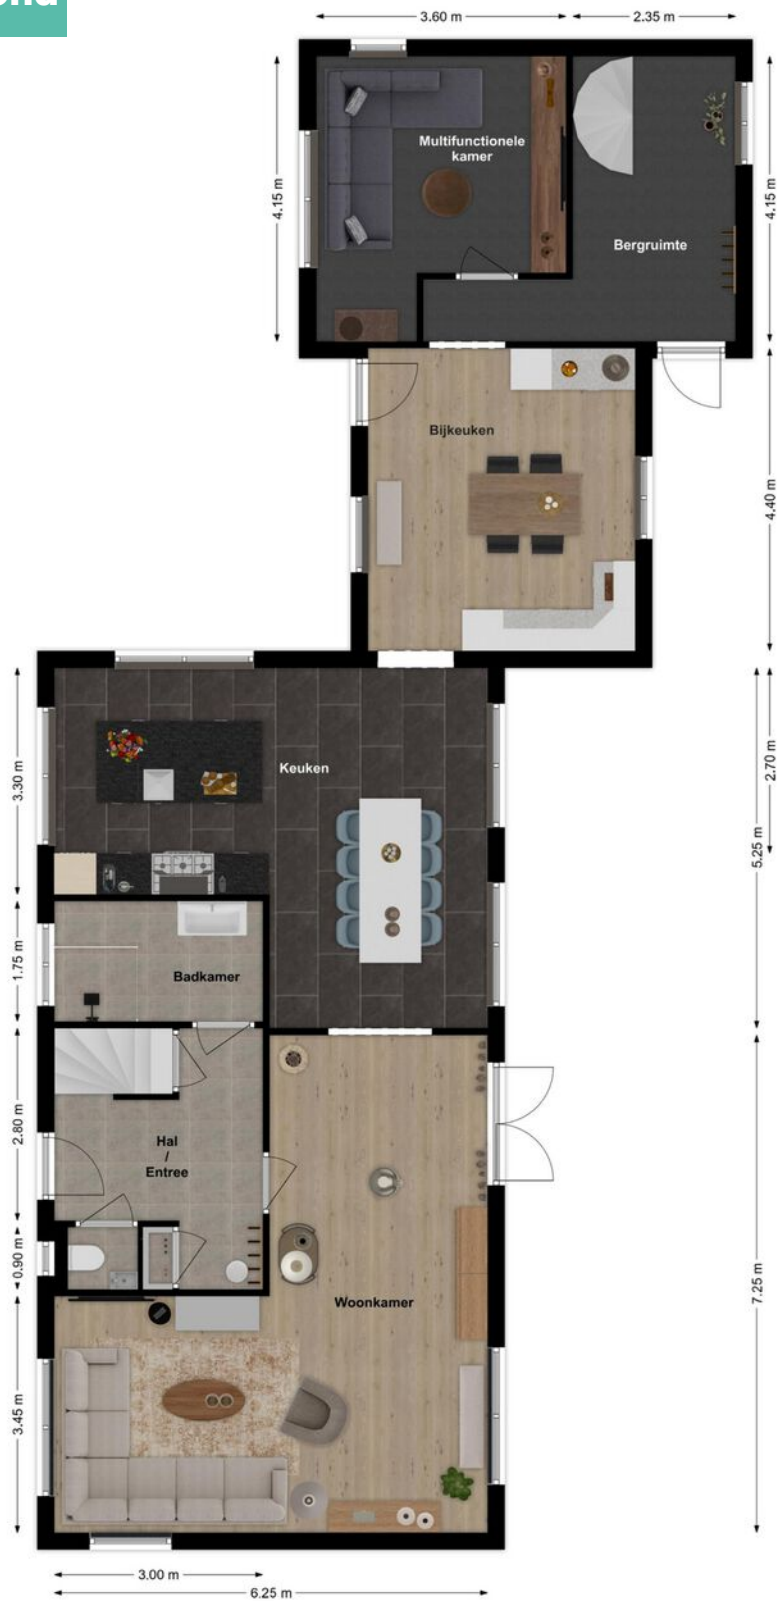 3.60 m
2.35 m
4.15 m
4.15 m
Multifunctionele
kamer
Bergruimte
Bijkeuken
4.40 m
Keuken
3.30 m
2.70 m
5.25 m
1.75 m
Badkamer
2.80 m
Hal
/
Entree
0.90 m
7.25 m
Woonkamer
3.45 m
3.00 m
6.25 m